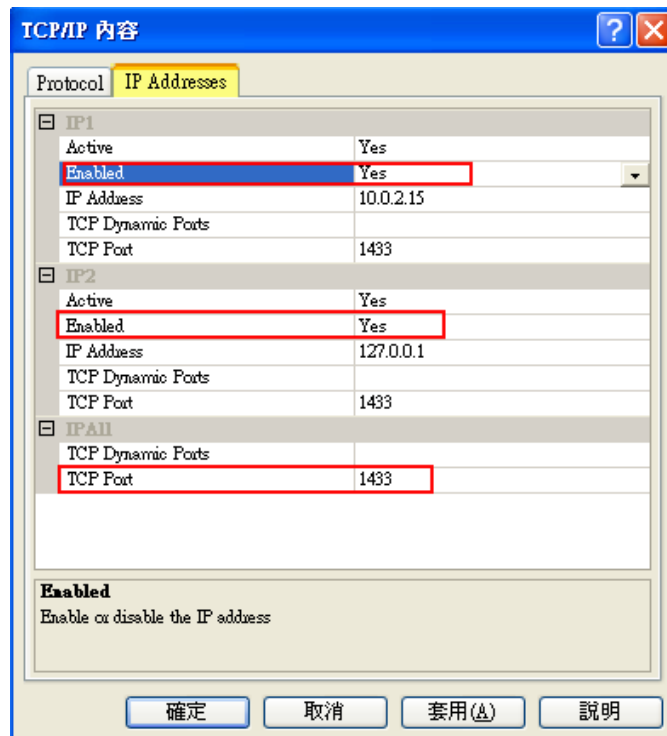 TCP/IP 內容
Protocol IP Addresses
IP1
Active Yes
Enabled Yes
IP Address 10.0.2.15
TCP Dynamic Ports
TCP Port 1433
IP2
Active Yes
Enabled Yes
IP Address 127.0.0.1
TCP Dynamic Ports
TCP Port 1433
IPAll
TCP Dynamic Ports
TCP Port 1433
Enabled
Enable or disable the IP address
確定 取消 套用(A) 說明